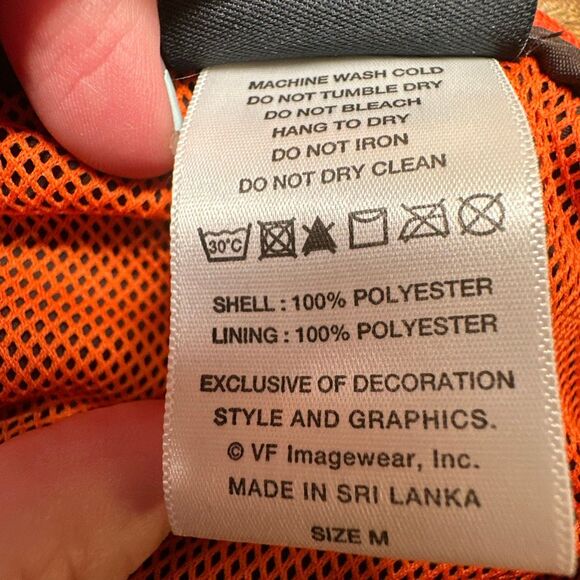 MACHINE WASH COLD
DO NOT TUMBLE DRY
DO NOT BLEACH
HANG TO DRY
DO NOT IRON
DO NOT DRY CLEAN
30°C
SHELL : 100% POLYESTER
LINING : 100% POLYESTER
EXCLUSIVE OF DECORATION
STYLE AND GRAPHICS.
© VF Imagewear, Inc.
MADE IN SRI LANKA
SIZE M